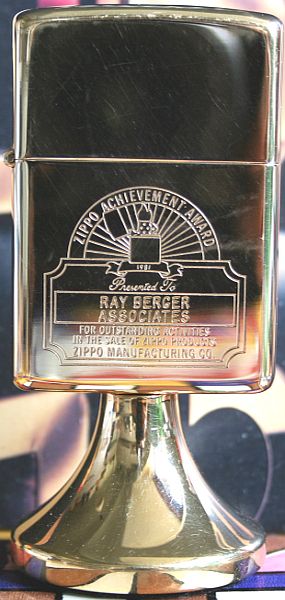 ZIPPO ACHIEVEMENT AWARD
1981
Presented To
RAY BERGER
ASSOCIATES
FOR OUTSTANDING ACTIVITIES
IN THE SALE OF ZIPPO PRODUCTS
ZIPPO MANUFACTURING CO.